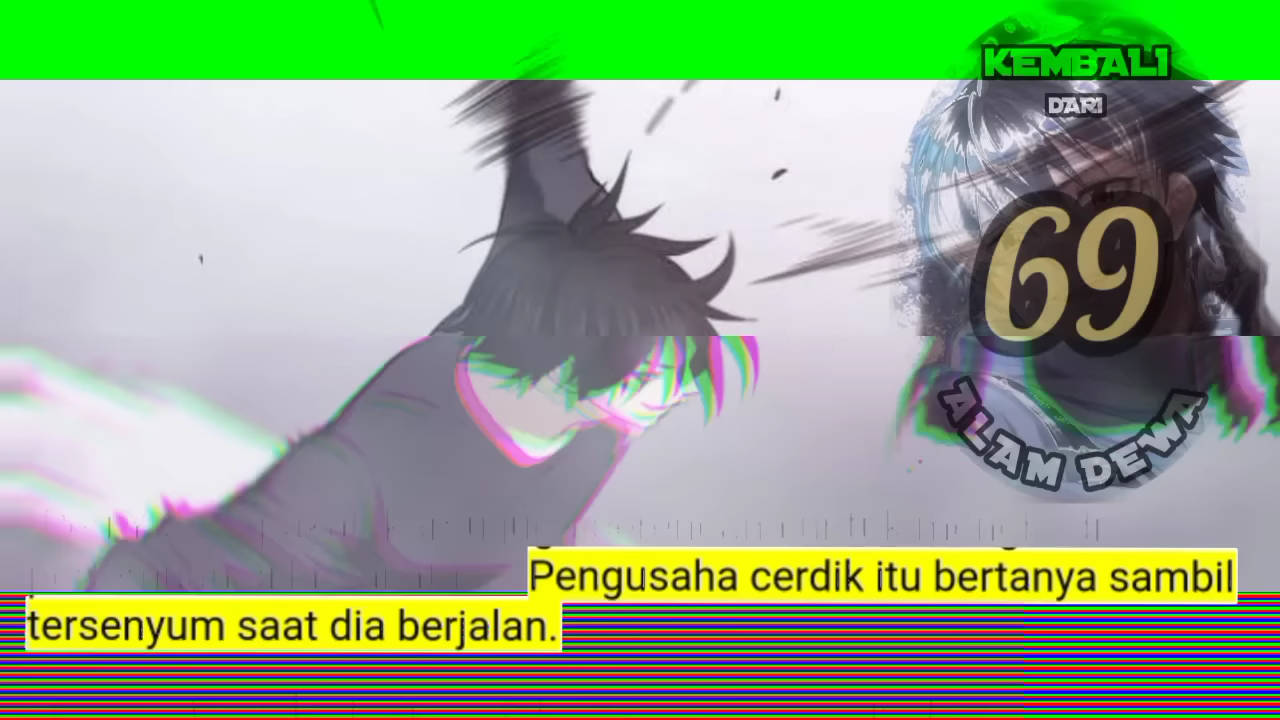 KEMBALI
DARI
69
ALAM DEWA
Pengusaha cerdik itu bertanya sambil
tersenyum saat dia berjalan.